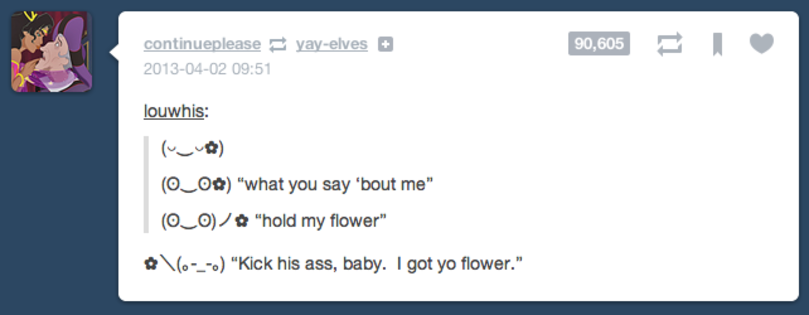 continueplease yay-elves
90,605
2013-04-02 09:51
louwhis:
(ᵕ‿ᵕ✿)
(ʘ‿ʘ✿) “what you say ‘bout me”
(ʘ‿ʘ)ノ✿ “hold my flower”
✿＼(｡-_-｡) “Kick his ass, baby.  I got yo flower.”